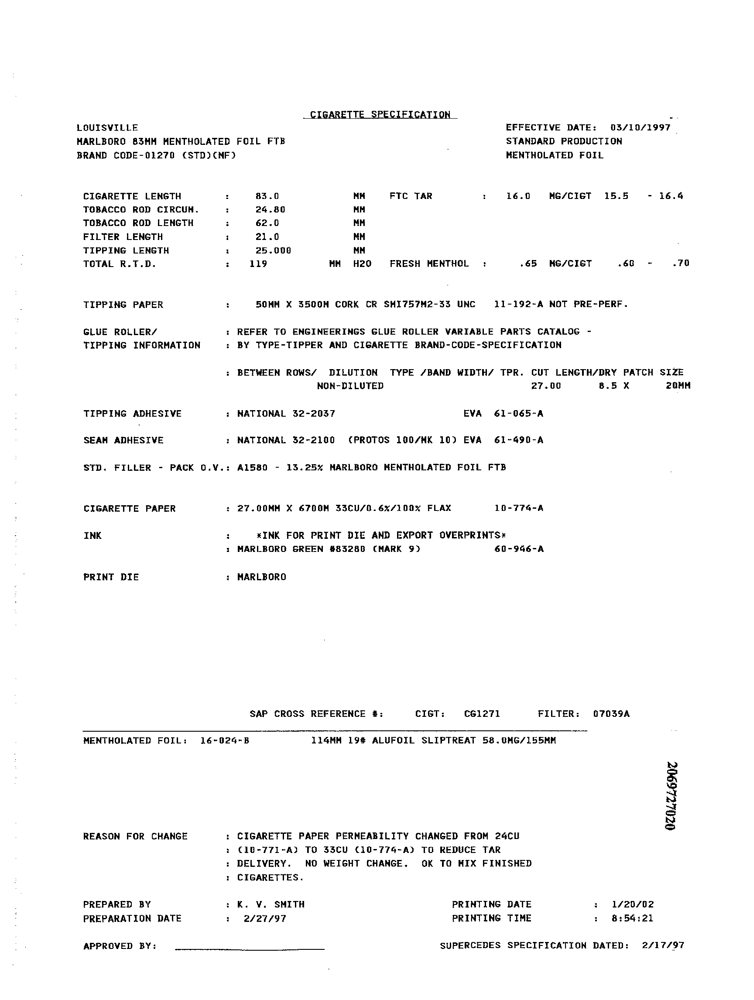 CIGARETTE SPECIFICATION
LOUISVILLE EFFECTIVE DATE: 03/10/1997
MARLBORO 83MM MENTHOLATED FOIL FTB STANDARD PRODUCTION
BRAND CODE-01270 (STD)(MF) MENTHOLATED FOIL
CIGARETTE LENGTH : 83.0 MM FTC TAR : 16.0 MG/CIGT 15.5 - 16.4
TOBACCO ROD CIRCUM. : 24.80 MM
TOBACCO ROD LENGTH : 62.0 MM
FILTER LENGTH : 21.0 MM
TIPPING LENGTH : 25.000 MM
TOTAL R.T.D. : 119 MM H2O FRESH MENTHOL : .65 MG/CIGT .60 - .70
TIPPING PAPER : 50MM X 3500M CORK CR SMI757M2-33 UNC 11-192-A NOT PRE-PERF.
GLUE ROLLER/ : REFER TO ENGINEERINGS GLUE ROLLER VARIABLE PARTS CATALOG -
TIPPING INFORMATION : BY TYPE-TIPPER AND CIGARETTE BRAND-CODE-SPECIFICATION
: BETWEEN ROWS/ DILUTION TYPE /BAND WIDTH/ TPR. CUT LENGTH/DRY PATCH SIZE
NON-DILUTED 27.00 8.5 X 20MM
TIPPING ADHESIVE : NATIONAL 32-2037 EVA 61-065-A
SEAM ADHESIVE : NATIONAL 32-2100 (PROTOS 100/MK 10) EVA 61-490-A
STD. FILLER - PACK O.V.: A1580 - 13.25% MARLBORO MENTHOLATED FOIL FTB
CIGARETTE PAPER : 27.00MM X 6700M 33CU/0.6%/100% FLAX 10-774-A
INK : *INK FOR PRINT DIE AND EXPORT OVERPRINTS*
: MARLBORO GREEN #83280 (MARK 9) 60-946-A
PRINT DIE : MARLBORO
SAP CROSS REFERENCE #: CIGT: CG1271 FILTER: 07039A
MENTHOLATED FOIL: 16-024-B 114MM 19# ALUFOIL SLIPTREAT 58.0MG/155MM
20697727020
REASON FOR CHANGE : CIGARETTE PAPER PERMEABILITY CHANGED FROM 24CU
: (10-771-A) TO 33CU (10-774-A) TO REDUCE TAR
: DELIVERY. NO WEIGHT CHANGE. OK TO MIX FINISHED
: CIGARETTES.
PREPARED BY : K. V. SMITH PRINTING DATE : 1/20/02
PREPARATION DATE : 2/27/97 PRINTING TIME : 8:54:21
APPROVED BY: SUPERCEDES SPECIFICATION DATED: 2/17/97